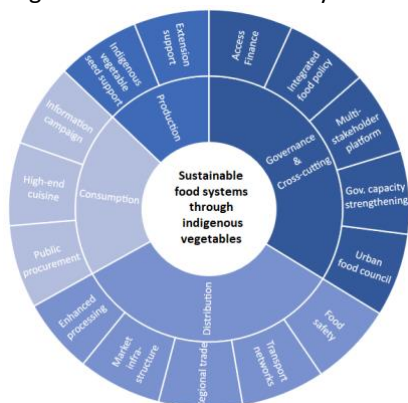 Sustainable
food systems
through
indigenous
vegetables
Governance
&
Cross-cutting
Distribution
Consumption
Production
Access
Finance
Integrated
food policy
Multi-
stakeholder
platform
Gov. capacity
strengthening
Urban
food council
Food
safety
Transport
networks
Regional trade
Market
infra-
structure
Enhanced
processing
Public
procurement
High-end
cuisine
Information
campaign
Indigenous
vegetable
seed support
Extension
support